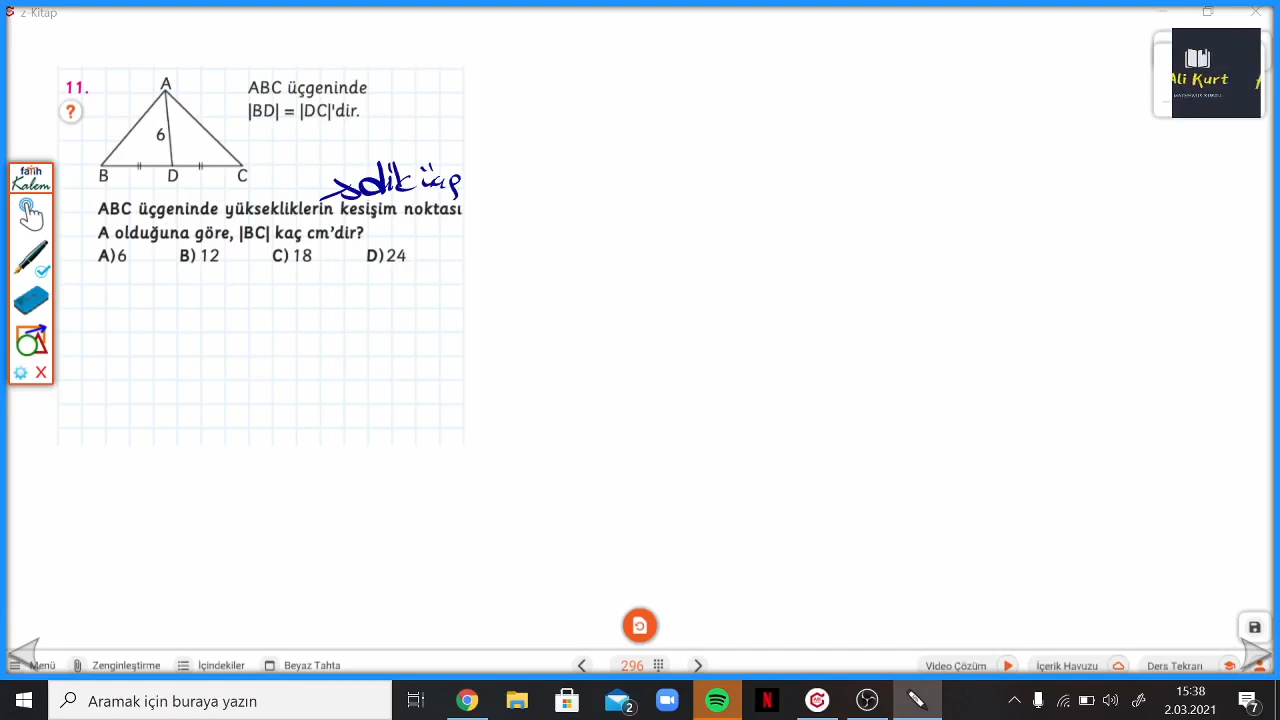 z-Kitap
11.
?
A
6
B
D
C
ABC üçgeninde
|BD| = |DC|'dir.
ABC üçgeninde yüksekliklerin kesişim noktası
A olduğuna göre, |BC| kaç cm’dir?
A) 6 B) 12 C) 18 D) 24
fatih
Kalem
Ali Kurt
Menü
Zenginleştirme
İçindekiler
Beyaz Tahta
296
Video Çözüm
İçerik Havuzu
Ders Tekrarı
Aramak için buraya yazın
2
15:38
2.03.2021
7